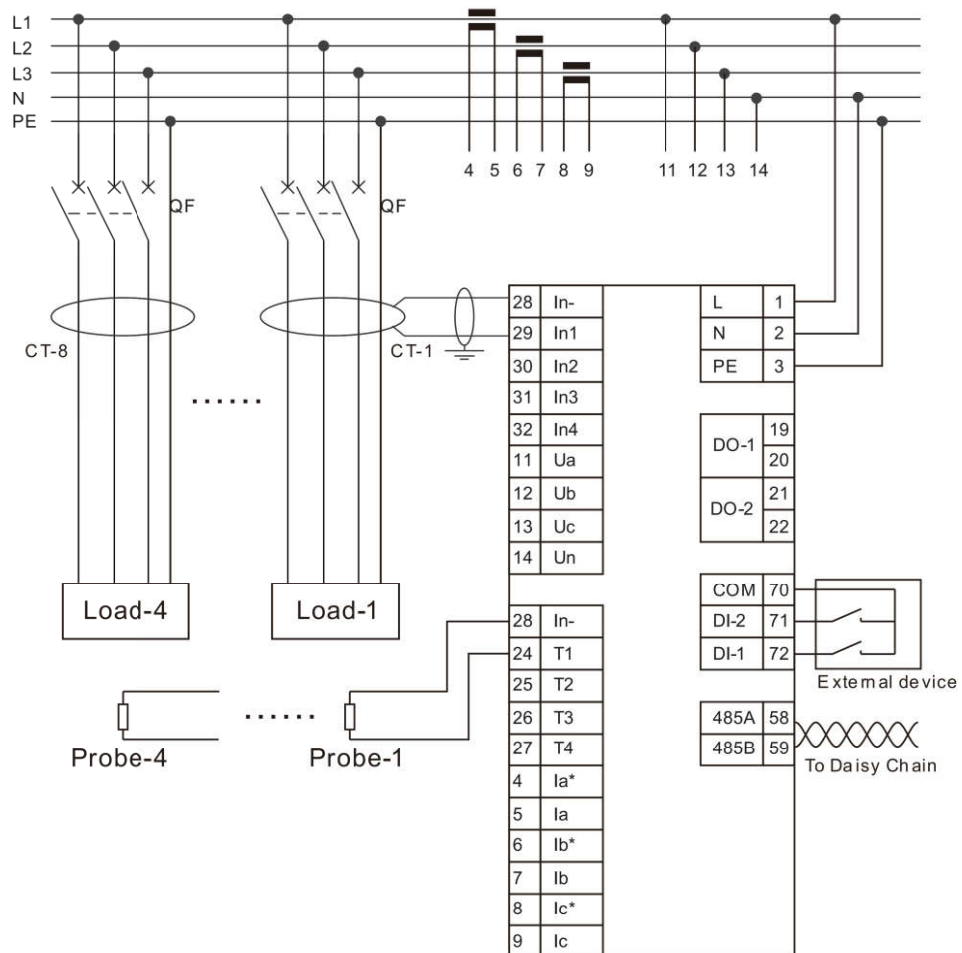 L1
L2
L3
N
PE
4 5 6 7 8 9 11 12 13 14
QF QF
CT-8
CT-1
28 In-
29 In1
30 In2
31 In3
32 In4
11 Ua
12 Ub
13 Uc
14 Un
L 1
N 2
PE 3
DO-1 19
20
DO-2 21
22
COM 70
DI-2 71
DI-1 72
External device
485A 58
485B 59
To Daisy Chain
Load-4
Load-1
28 In-
24 T1
25 T2
26 T3
27 T4
4 Ia*
5 Ia
6 Ib*
7 Ib
8 Ic*
9 Ic
Probe-4
Probe-1